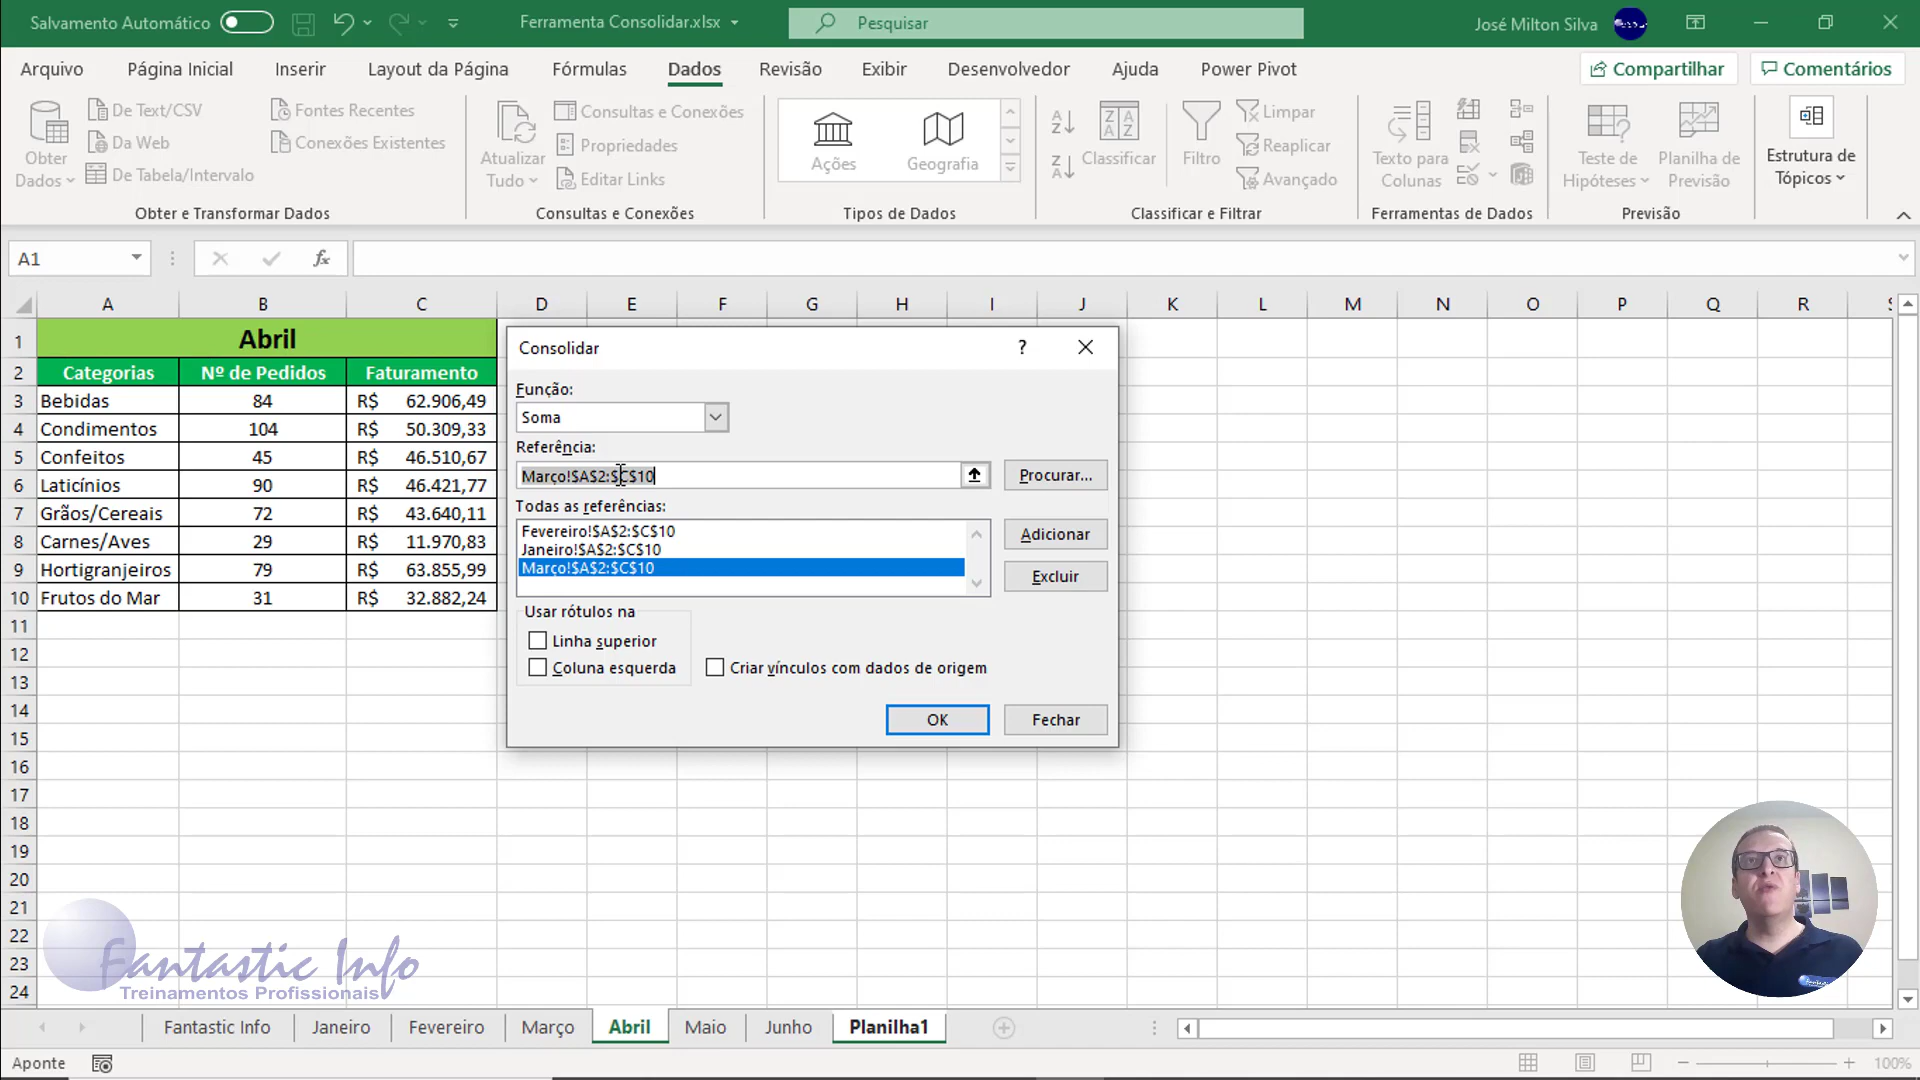 Salvamento Automático
Ferramenta Consolidar.xlsx
Pesquisar
José Milton Silva
Arquivo
Página Inicial
Inserir
Layout da Página
Fórmulas
Dados
Revisão
Exibir
Desenvolvedor
Ajuda
Power Pivot
Compartilhar
Comentários
Obter
Dados
De Text/CSV
Da Web
De Tabela/Intervalo
Fontes Recentes
Conexões Existentes
Obter e Transformar Dados
Atualizar
Tudo
Consultas e Conexões
Propriedades
Editar Links
Consultas e Conexões
Ações
Geografia
Tipos de Dados
Classificar
Filtro
Limpar
Reaplicar
Avançado
Classificar e Filtrar
Texto para
Colunas
Ferramentas de Dados
Teste de
Hipóteses
Planilha de
Previsão
Previsão
Estrutura de
Tópicos
A1
fx
A B C D E F G H I J K L M N O P Q R
1 Abril
2 Categorias Nº de Pedidos Faturamento
3 Bebidas 84 R$ 62.906,49
4 Condimentos 104 R$ 50.309,33
5 Confeitos 45 R$ 46.510,67
6 Laticínios 90 R$ 46.421,77
7 Grãos/Cereais 72 R$ 43.640,11
8 Carnes/Aves 29 R$ 11.970,83
9 Hortigranjeiros 79 R$ 63.855,99
10 Frutos do Mar 31 R$ 32.882,24
11
12
13
14
15
16
17
18
19
20
21
22
23
24
Consolidar
?
Função:
Soma
Referência:
Março!$A$2:$C$10
Procurar...
Todas as referências:
Fevereiro!$A$2:$C$10
Janeiro!$A$2:$C$10
Março!$A$2:$C$10
Adicionar
Excluir
Usar rótulos na
Linha superior
Coluna esquerda
Criar vínculos com dados de origem
OK
Fechar
Fantastic Info
Treinamentos Profissionais
Fantastic Info
Janeiro
Fevereiro
Março
Abril
Maio
Junho
Planilha1
Aponte
100%